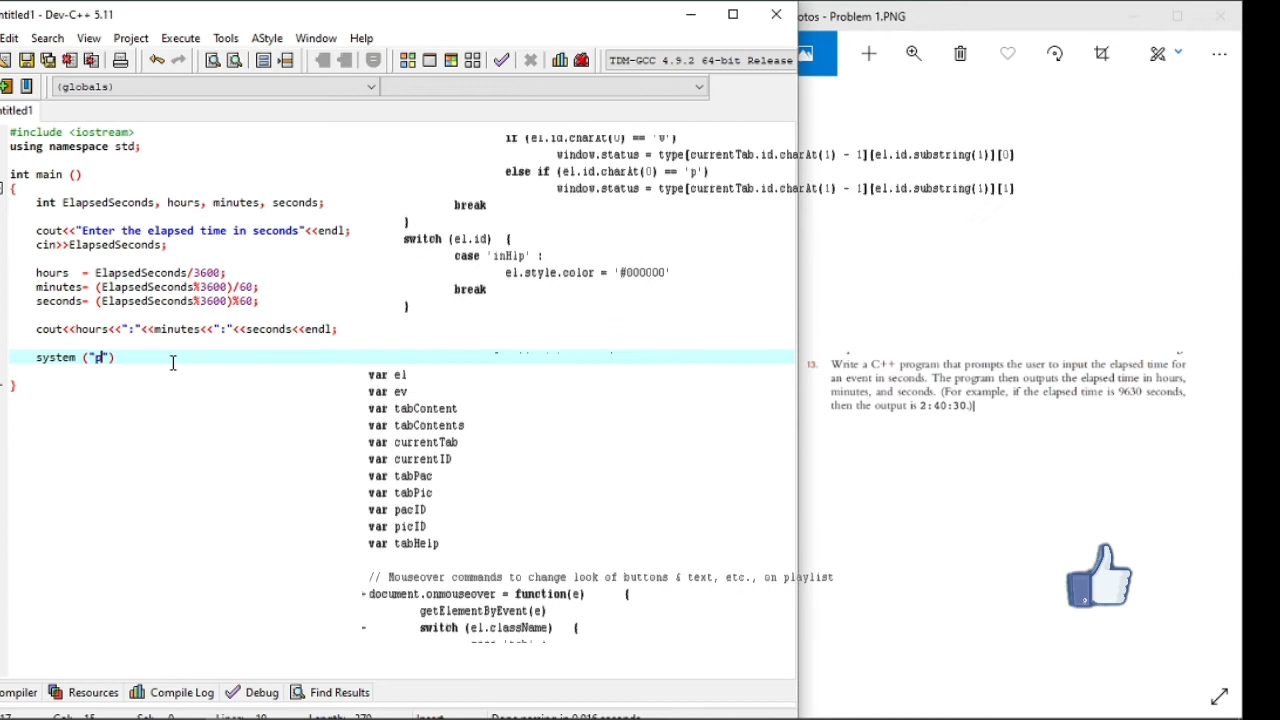 ntitled1 - Dev-C++ 5.11
Edit Search View Project Execute Tools AStyle Window Help
TDM-GCC 4.9.2 64-bit Release
(globals)
ntitled1
#include <iostream>
using namespace std;
int main ()
{
int ElapsedSeconds, hours, minutes, seconds;
cout<<"Enter the elapsed time in seconds"<<endl;
cin>>ElapsedSeconds;
hours = ElapsedSeconds/3600;
minutes= (ElapsedSeconds%3600)/60;
seconds= (ElapsedSeconds%3600)%60;
cout<<hours<<":"<<minutes<<":"<<seconds<<endl;
system ("p")
}
if (el.id.charAt(0) == 'v')
window.status = type[currentTab.id.charAt(1) - 1][el.id.substring(1)][0]
else if (el.id.charAt(0) == 'p')
window.status = type[currentTab.id.charAt(1) - 1][el.id.substring(1)][1]
break
}
switch (el.id) {
case 'inHlp' :
el.style.color = '#000000'
break
}
var el
var ev
var tabContent
var tabContents
var currentTab
var currentID
var tabPac
var tabPic
var pacID
var picID
var tabHelp
// Mouseover commands to change look of buttons & text, etc., on playlist
document.onmouseover = function(e) {
getElementByEvent(e)
switch (el.className) {
ompiler Resources Compile Log Debug Find Results
otos - Problem 1.PNG
13. Write a C++ program that prompts the user to input the elapsed time for
an event in seconds. The program then outputs the elapsed time in hours,
minutes, and seconds. (For example, if the elapsed time is 9630 seconds,
then the output is 2:40:30.)